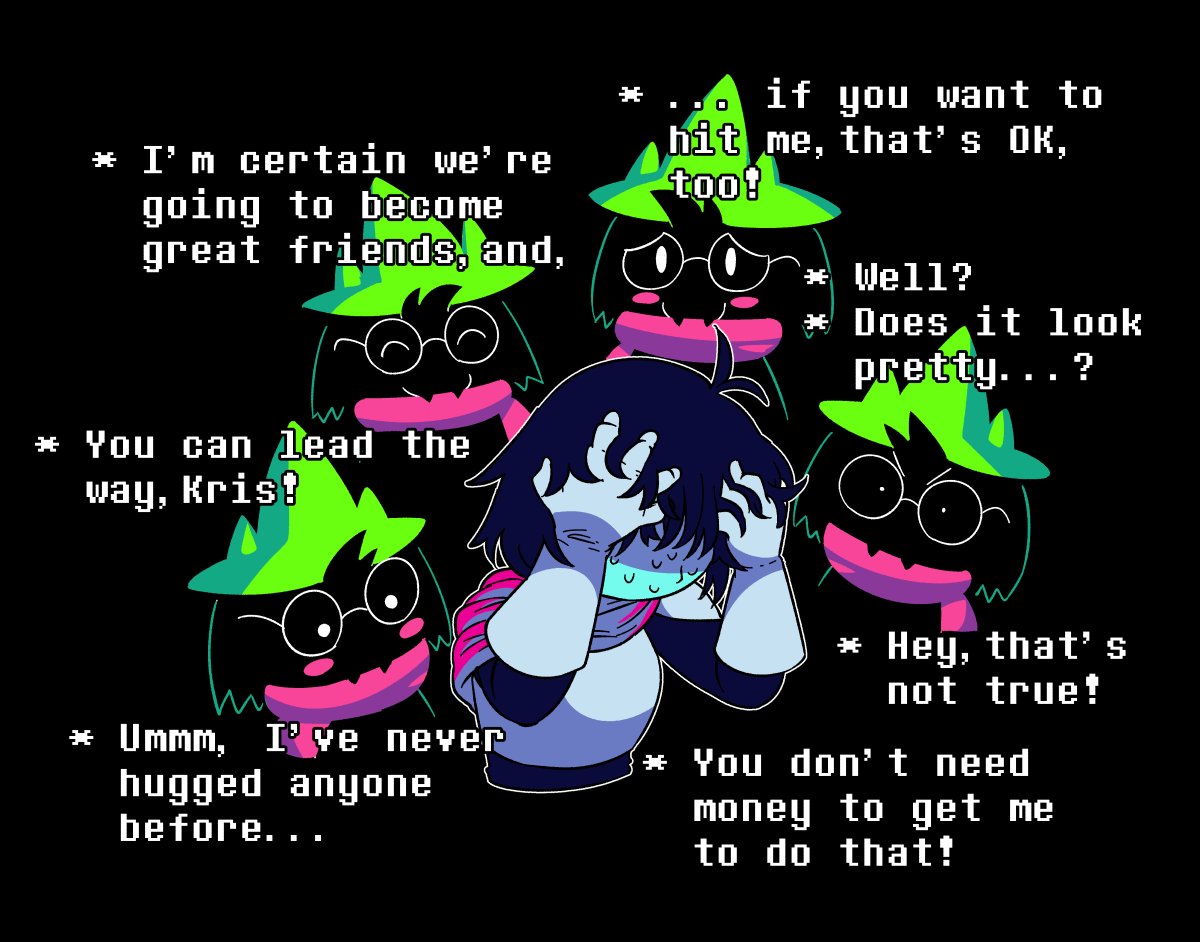 * ... if you want to
hit me, that's OK,
too!
* I'm certain we're
going to become
great friends, and,
* Well?
* Does it look
pretty...?
* You can lead the
way, Kris!
* Hey, that's
not true!
* Ummm, I've never
hugged anyone
before...
* You don't need
money to get me
to do that!